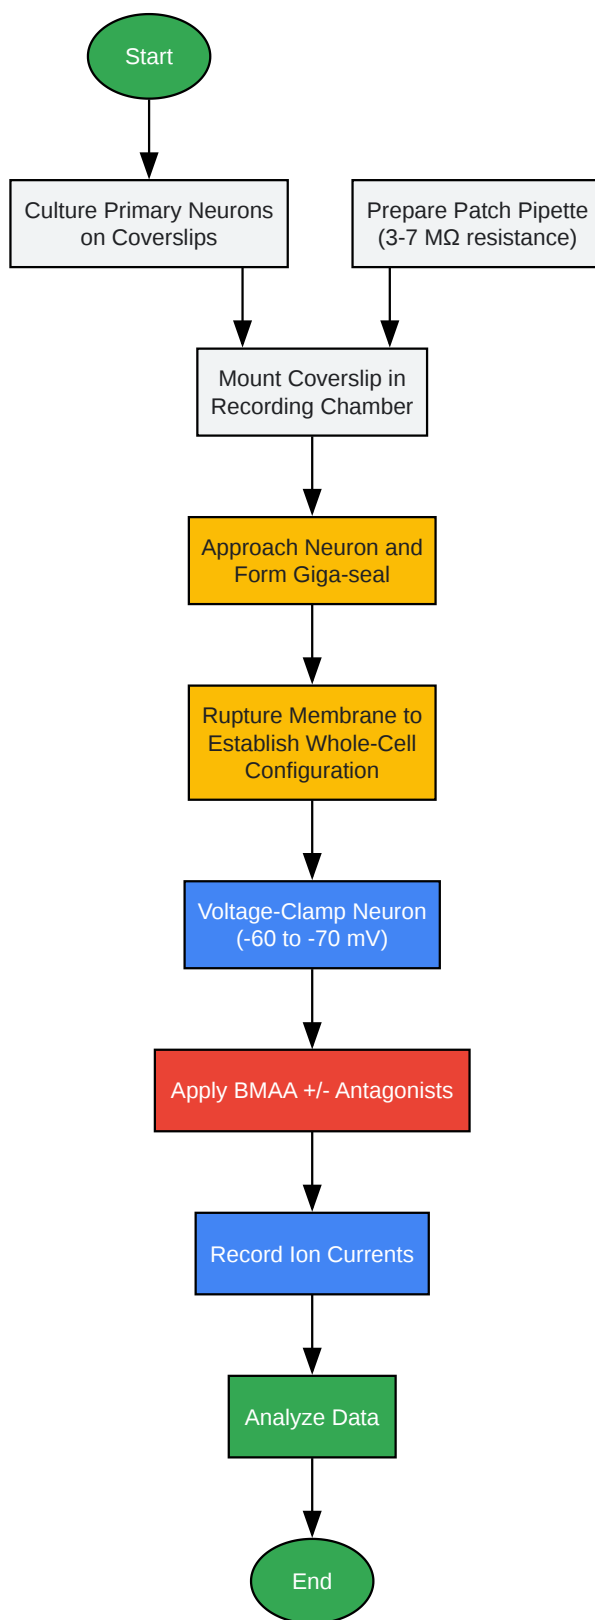 Start
Culture Primary Neurons
on Coverslips
Prepare Patch Pipette
(3-7 MΩ resistance)
Mount Coverslip in
Recording Chamber
Approach Neuron and
Form Giga-seal
Rupture Membrane to
Establish Whole-Cell
Configuration
Voltage-Clamp Neuron
(-60 to -70 mV)
Apply BMAA +/- Antagonists
Record Ion Currents
Analyze Data
End